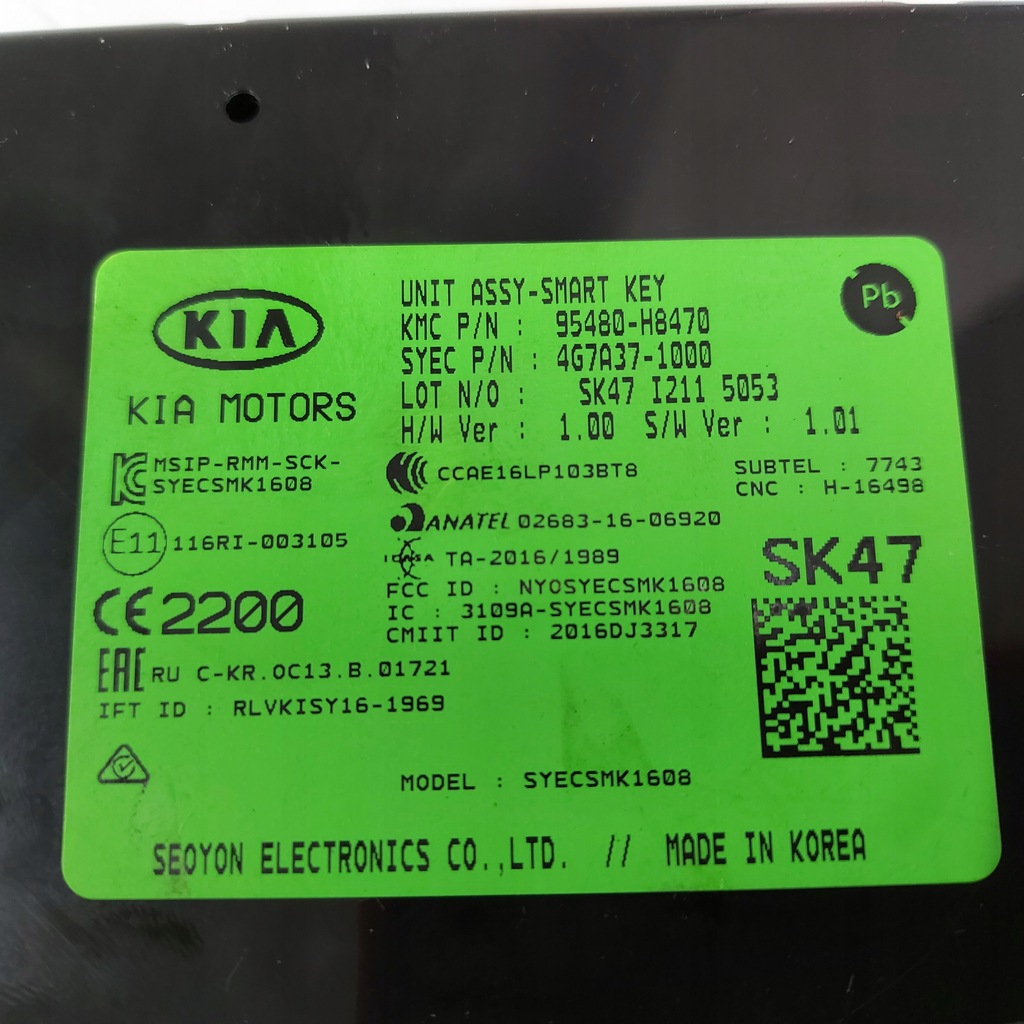 KIA
KIA MOTORS
UNIT ASSY-SMART KEY
KMC P/N : 95480-H8470
SYEC P/N : 4G7A37-1000
LOT N/O : SK47 I211 5053
H/W Ver : 1.00 S/W Ver : 1.01
Pb
MSIP-RMM-SCK-
SYECSMK1608
CCAE16LP103BT8
SUBTEL : 7743
CNC : H-16498
E11 116RI-003105
ANATEL 02683-16-06920
ICASA TA-2016/1989
SK47
CE 2200
FCC ID : NYOSYECSMK1608
IC : 3109A-SYECSMK1608
CMIIT ID : 2016DJ3317
EAC RU C-KR.OC13.B.01721
IFT ID : RLVKISY16-1969
MODEL : SYECSMK1608
SEOYON ELECTRONICS CO.,LTD. // MADE IN KOREA